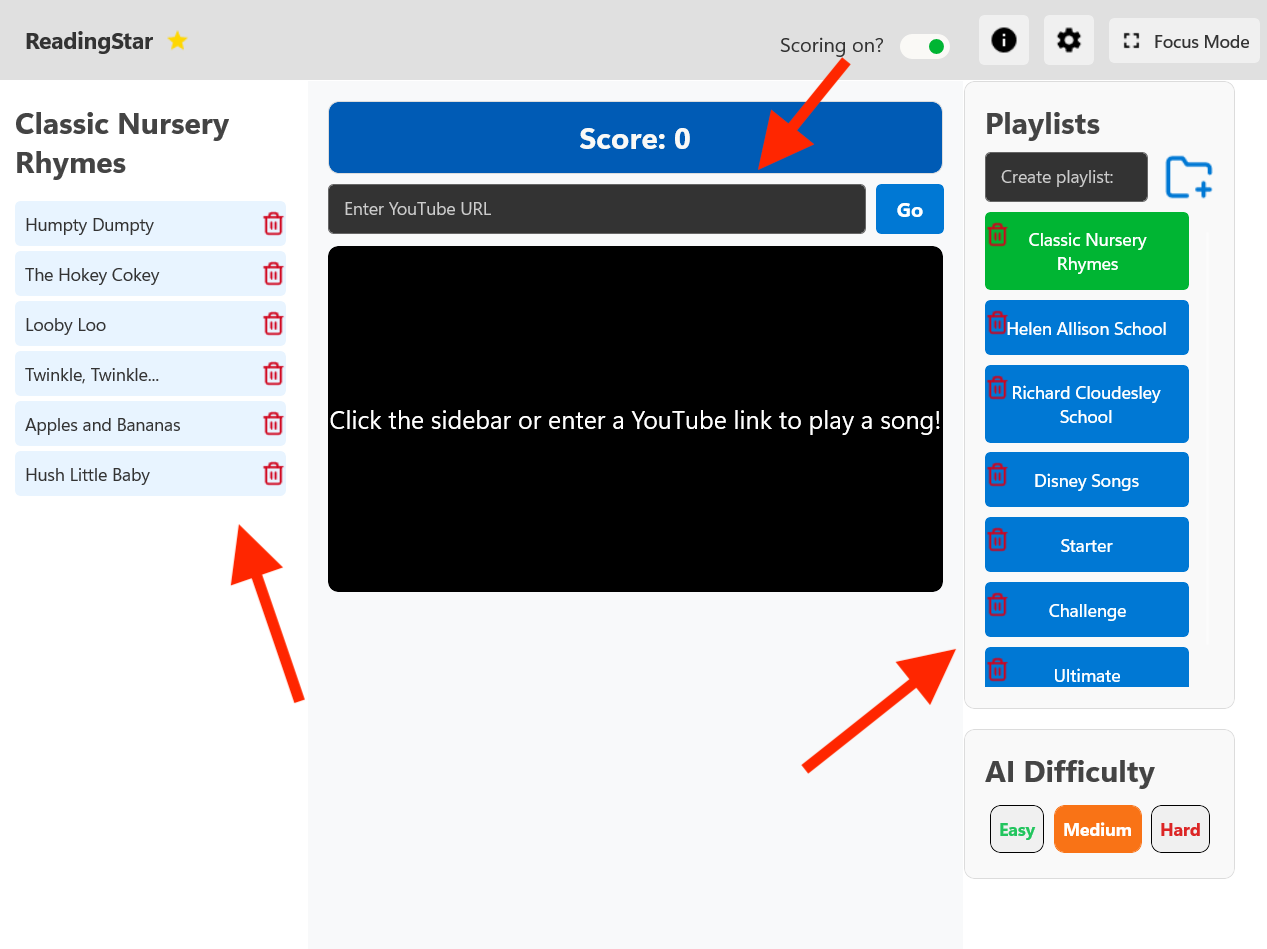 ReadingStar
Scoring on?
Focus Mode
Classic Nursery
Rhymes
Humpty Dumpty
The Hokey Cokey
Looby Loo
Twinkle, Twinkle...
Apples and Bananas
Hush Little Baby
Score: 0
Enter YouTube URL
Go
Click the sidebar or enter a YouTube link to play a song!
Playlists
Create playlist:
Classic Nursery
Rhymes
Helen Allison School
Richard Cloudesley
School
Disney Songs
Starter
Challenge
Ultimate
AI Difficulty
Easy
Medium
Hard